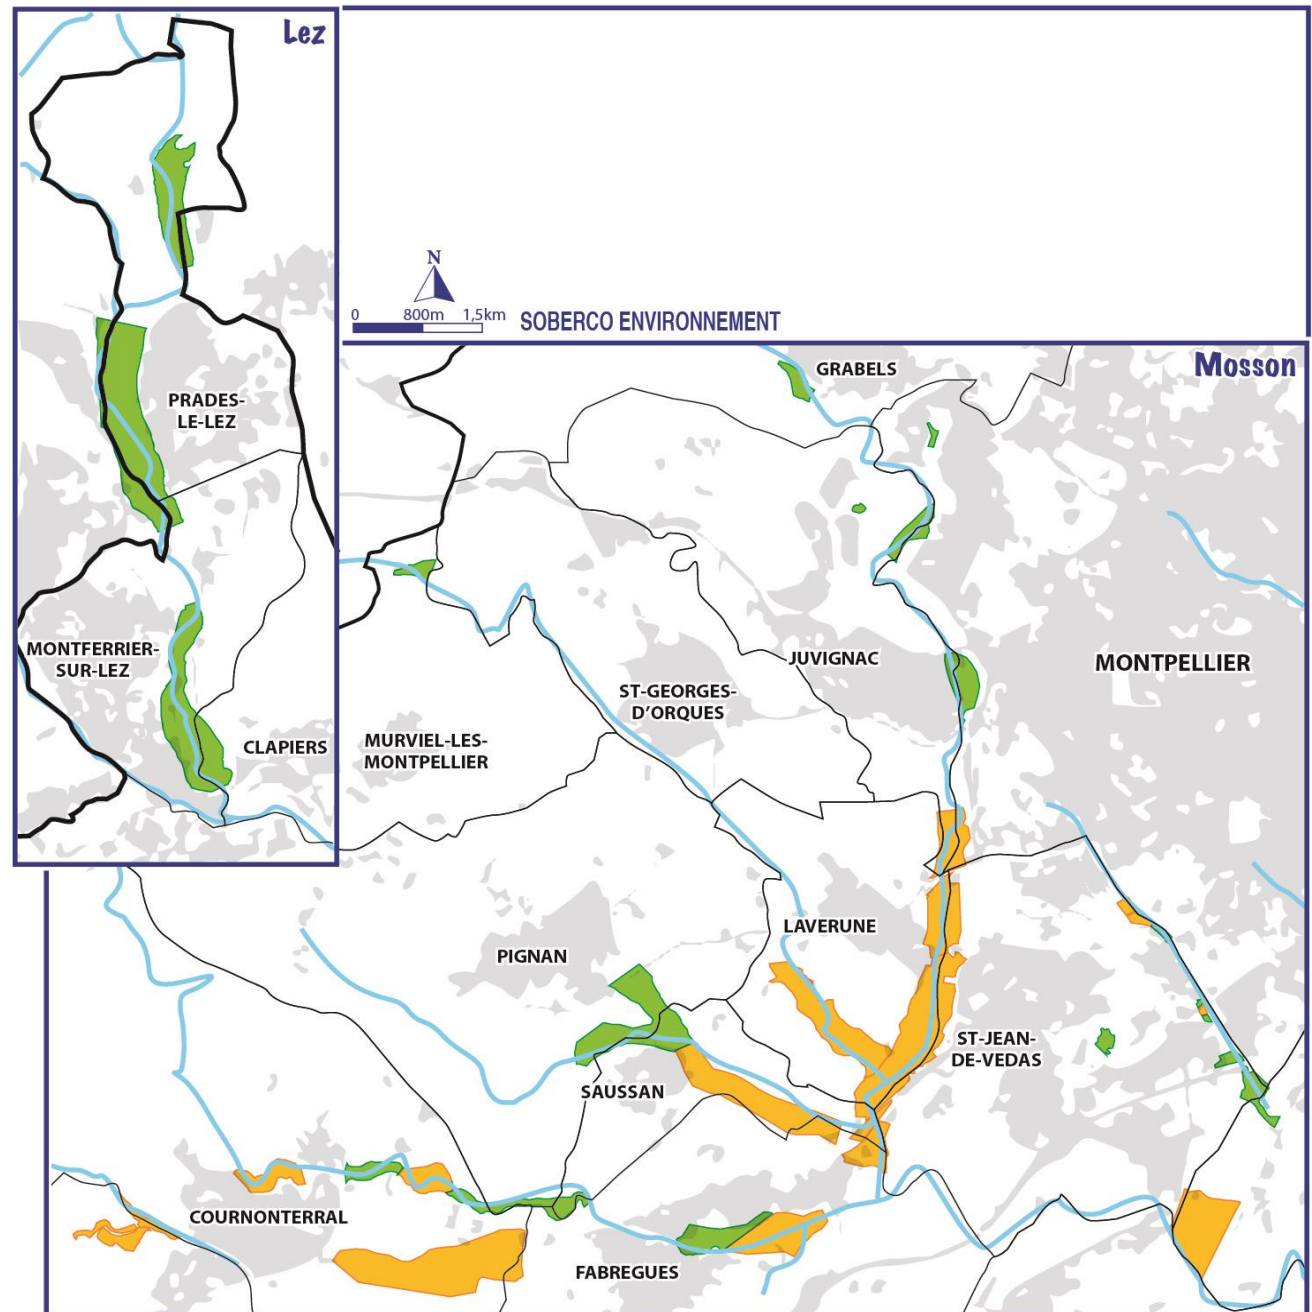 Lez
N
0 800m 1,5km
SOBERCO ENVIRONNEMENT
Mosson
GRABELS
PRADES-
LE-LEZ
MONTFERRIER-
SUR-LEZ
CLAPIERS
JUVIGNAC
MONTPELLIER
ST-GEORGES-
D'ORQUES
MURVIEL-LES-
MONTPELLIER
LAVERUNE
PIGNAN
ST-JEAN-
DE-VEDAS
SAUSSAN
COURNONTERRAL
FABREGUES